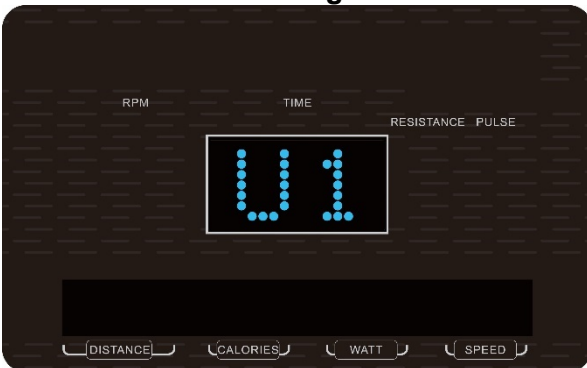 RPM TIME
RESISTANCE PULSE
U1
DISTANCE CALORIES WATT SPEED